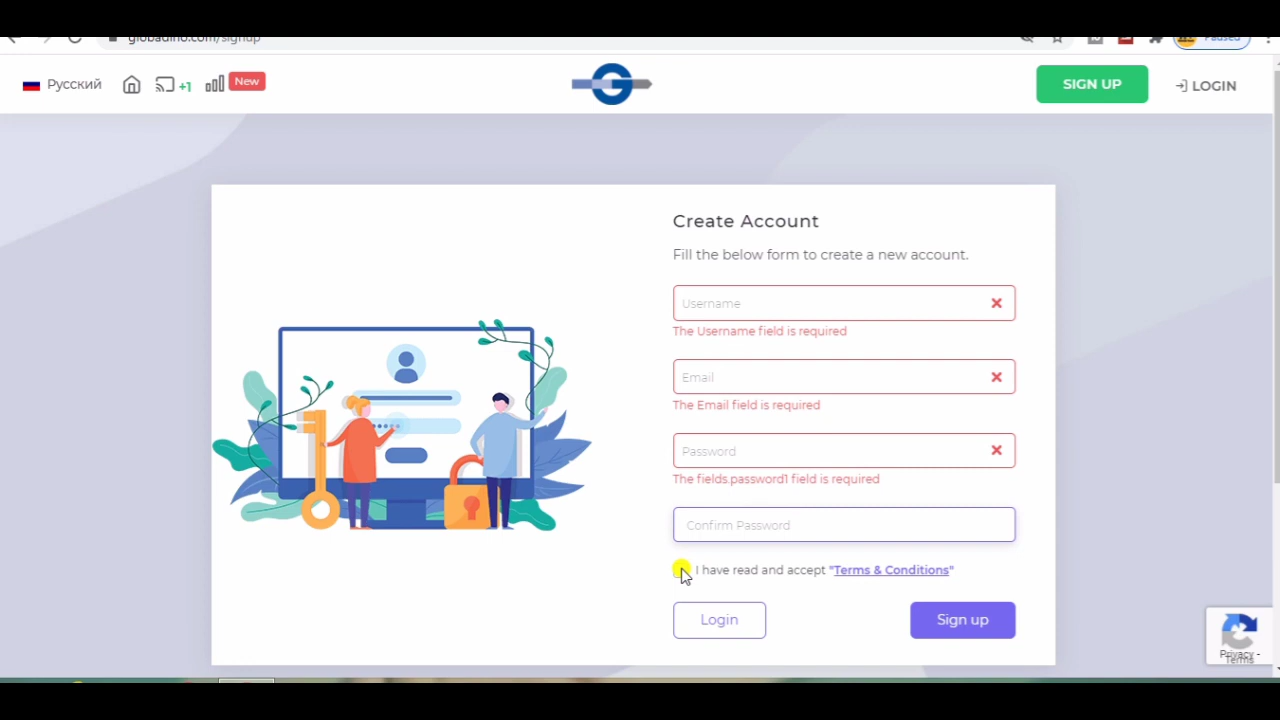 globadino.com/signup
Paused
Русский
+1
New
SIGN UP
LOGIN
Create Account
Fill the below form to create a new account.
Username
The Username field is required
Email
The Email field is required
Password
The fields.password1 field is required
Confirm Password
I have read and accept "Terms & Conditions"
Login
Sign up
Privacy -
Terms